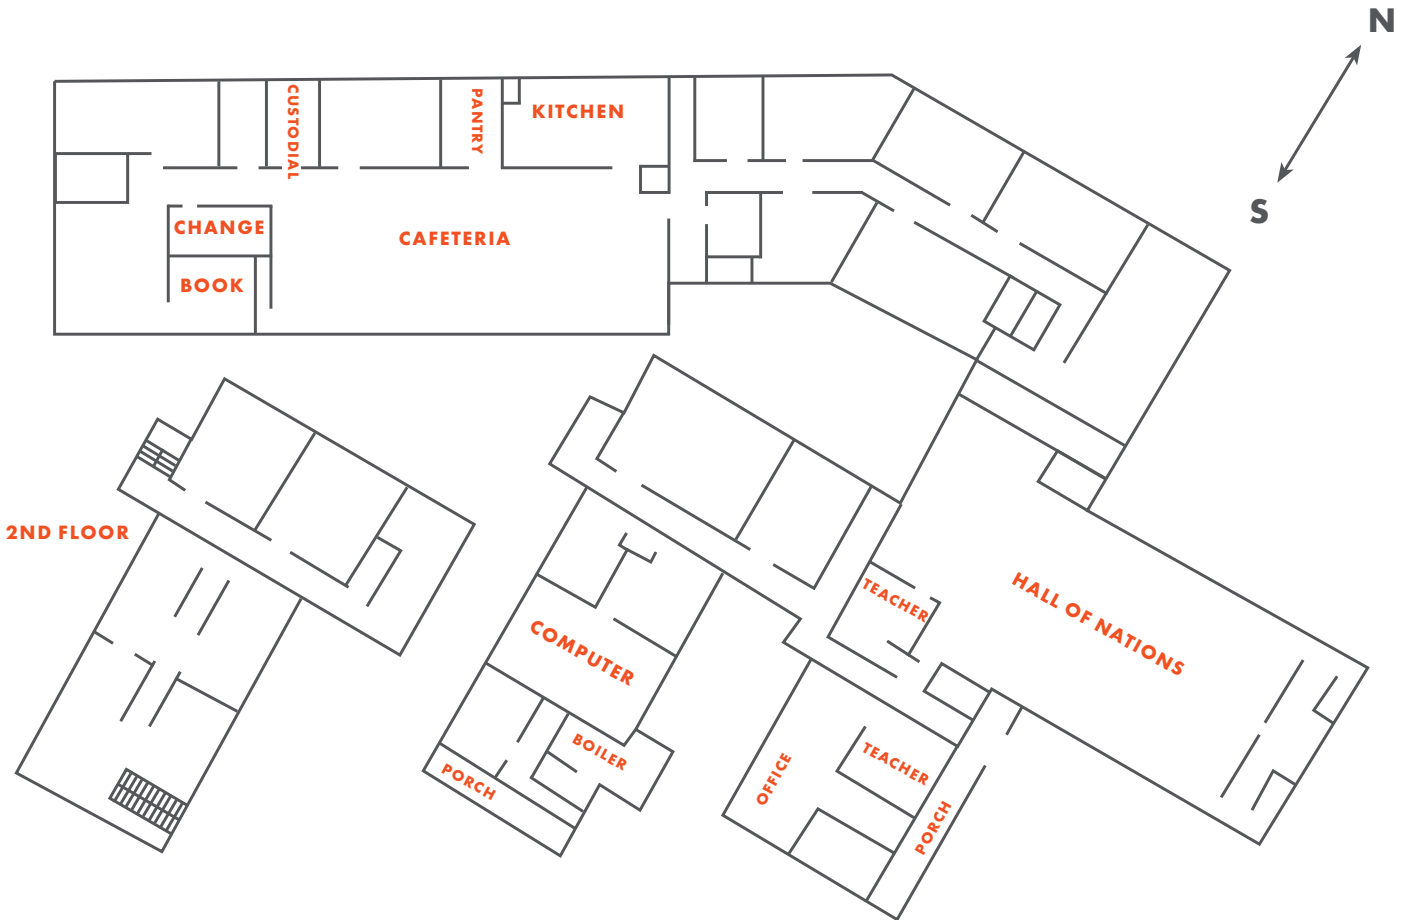 N
S
CUSTODIAL
PANTRY
KITCHEN
CHANGE
CAFETERIA
BOOK
2ND FLOOR
TEACHER
HALL OF NATIONS
COMPUTER
BOILER
PORCH
OFFICE
TEACHER
PORCH